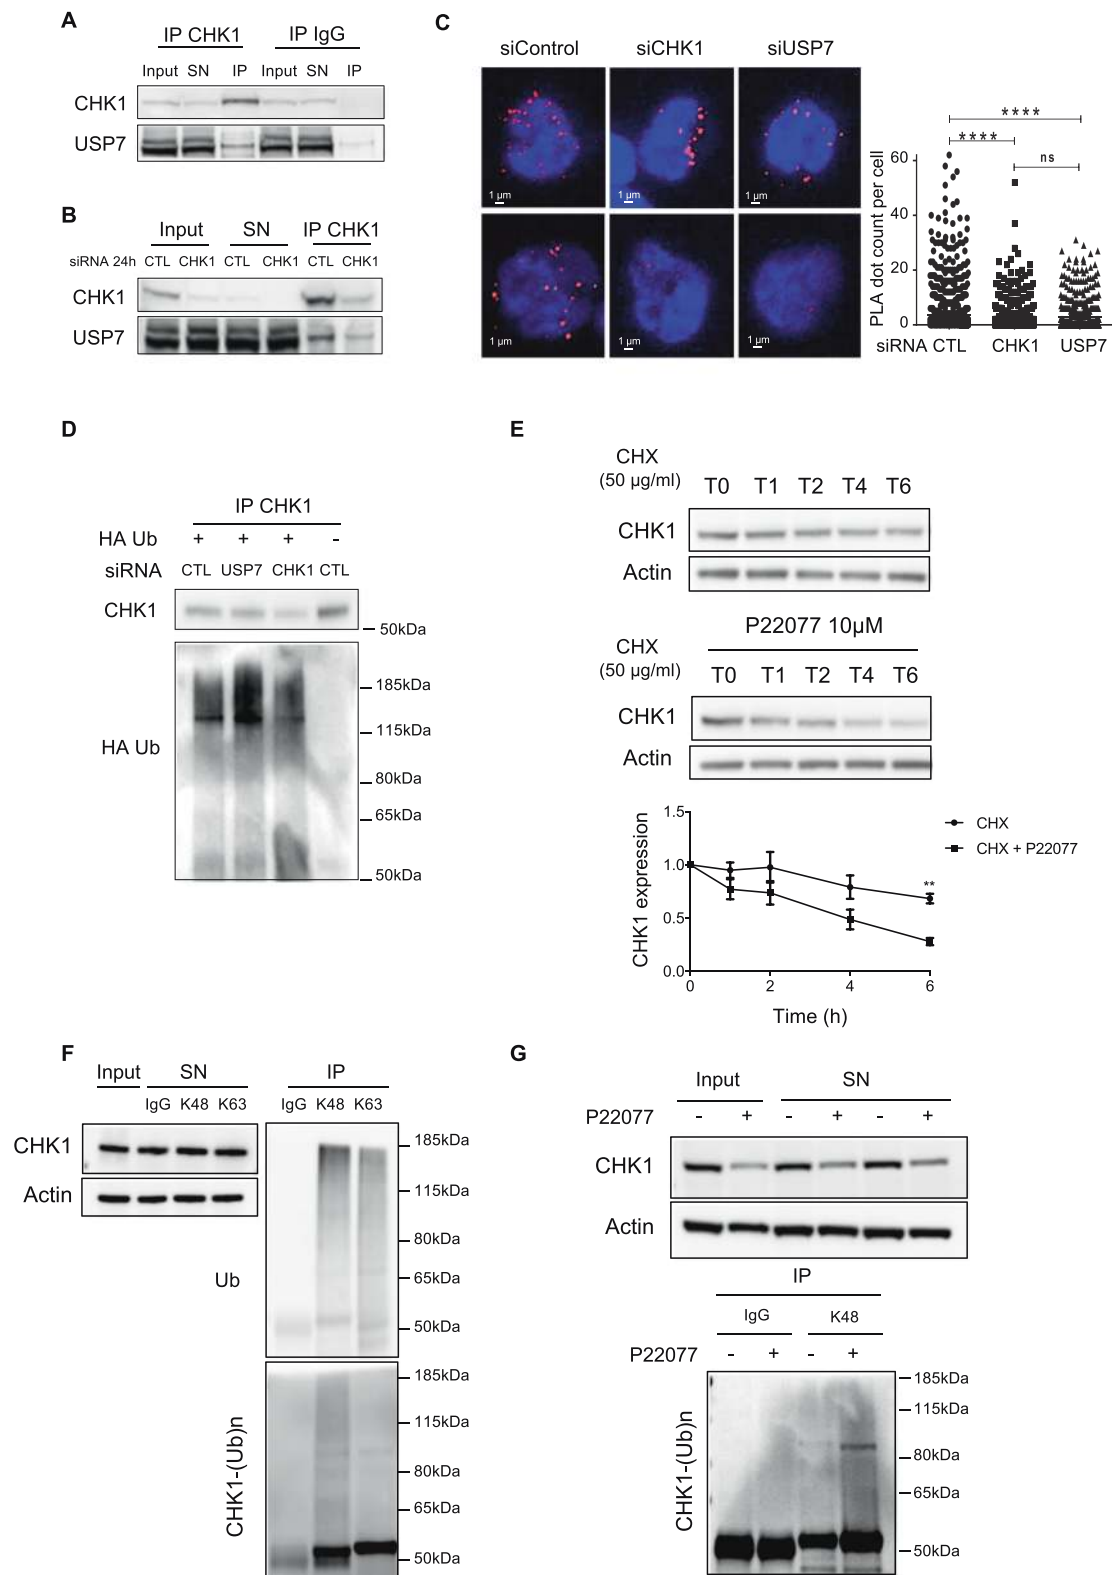 A
IP CHK1 IP IgG
Input SN IP Input SN IP
CHK1
USP7
B
Input SN IP CHK1
siRNA 24h CTL CHK1 CTL CHK1 CTL CHK1
CHK1
USP7
C
siControl siCHK1 siUSP7
1 µm 1 µm 1 µm
1 µm 1 µm 1 µm
****
****
ns
PLA dot count per cell
60
40
20
0
siRNA CTL CHK1 USP7
D
IP CHK1
HA Ub + + + -
siRNA CTL USP7 CHK1 CTL
CHK1
50kDa
HA Ub
185kDa
115kDa
80kDa
65kDa
50kDa
E
CHX
(50 µg/ml) T0 T1 T2 T4 T6
CHK1
Actin
P22077 10µM
CHX
(50 µg/ml) T0 T1 T2 T4 T6
CHK1
Actin
CHK1 expression
1.5
1.0
0.5
0.0
0 2 4 6
Time (h)
**
CHX
CHX + P22077
F
Input SN IP
IgG K48 K63 IgG K48 K63
CHK1
Actin
Ub
185kDa
115kDa
80kDa
65kDa
50kDa
CHK1-(Ub)n
185kDa
115kDa
80kDa
65kDa
50kDa
G
Input SN
P22077 - + - + - +
CHK1
Actin
IP
IgG K48
P22077 - + - +
CHK1-(Ub)n
185kDa
115kDa
80kDa
65kDa
50kDa